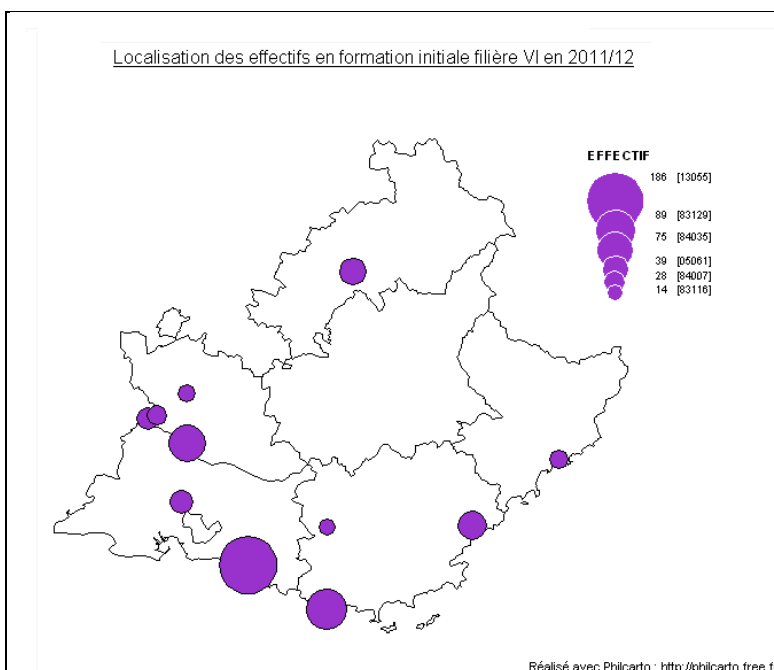 Localisation des effectifs en formation initiale filière VI en 2011/12
EFFECTIF
186 [13055]
89 [83129]
75 [84035]
39 [05061]
28 [84007]
14 [83116]
Réalisé avec Philcarto : http://philcarto.free.f